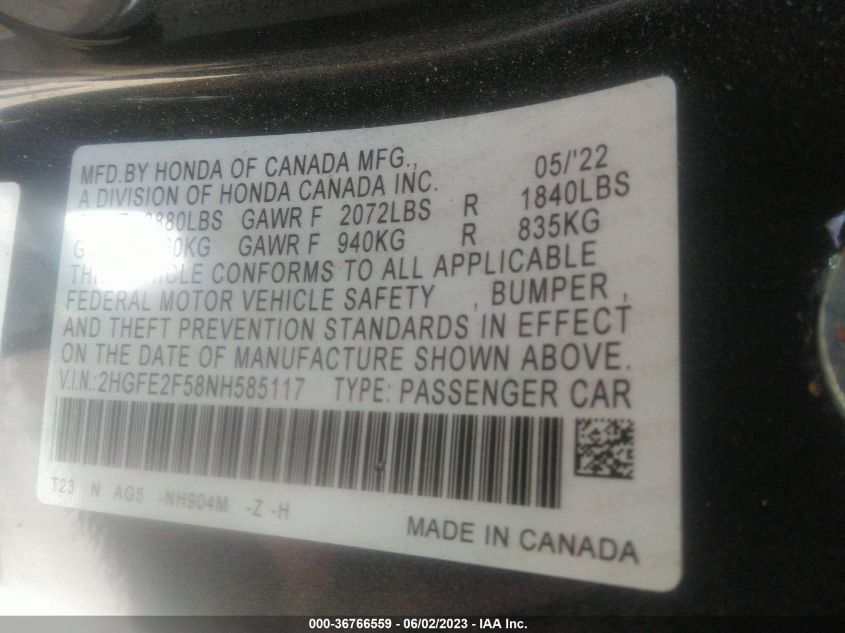 MFD.BY HONDA OF CANADA MFG., 05/'22
A DIVISION OF HONDA CANADA INC.
880LBS GAWR F 2072LBS R 1840LBS
0KG GAWR F 940KG R 835KG
CONFORMS TO ALL APPLICABLE
FEDERAL MOTOR VEHICLE SAFETY , BUMPER ,
AND THEFT PREVENTION STANDARDS IN EFFECT
ON THE DATE OF MANUFACTURE SHOWN ABOVE.
V.I.N.:2HGFE2F58NH585117 TYPE: PASSENGER CAR
T23 N AG5 -NH904M -Z -H
MADE IN CANADA
000-36766559 - 06/02/2023 - IAA Inc.